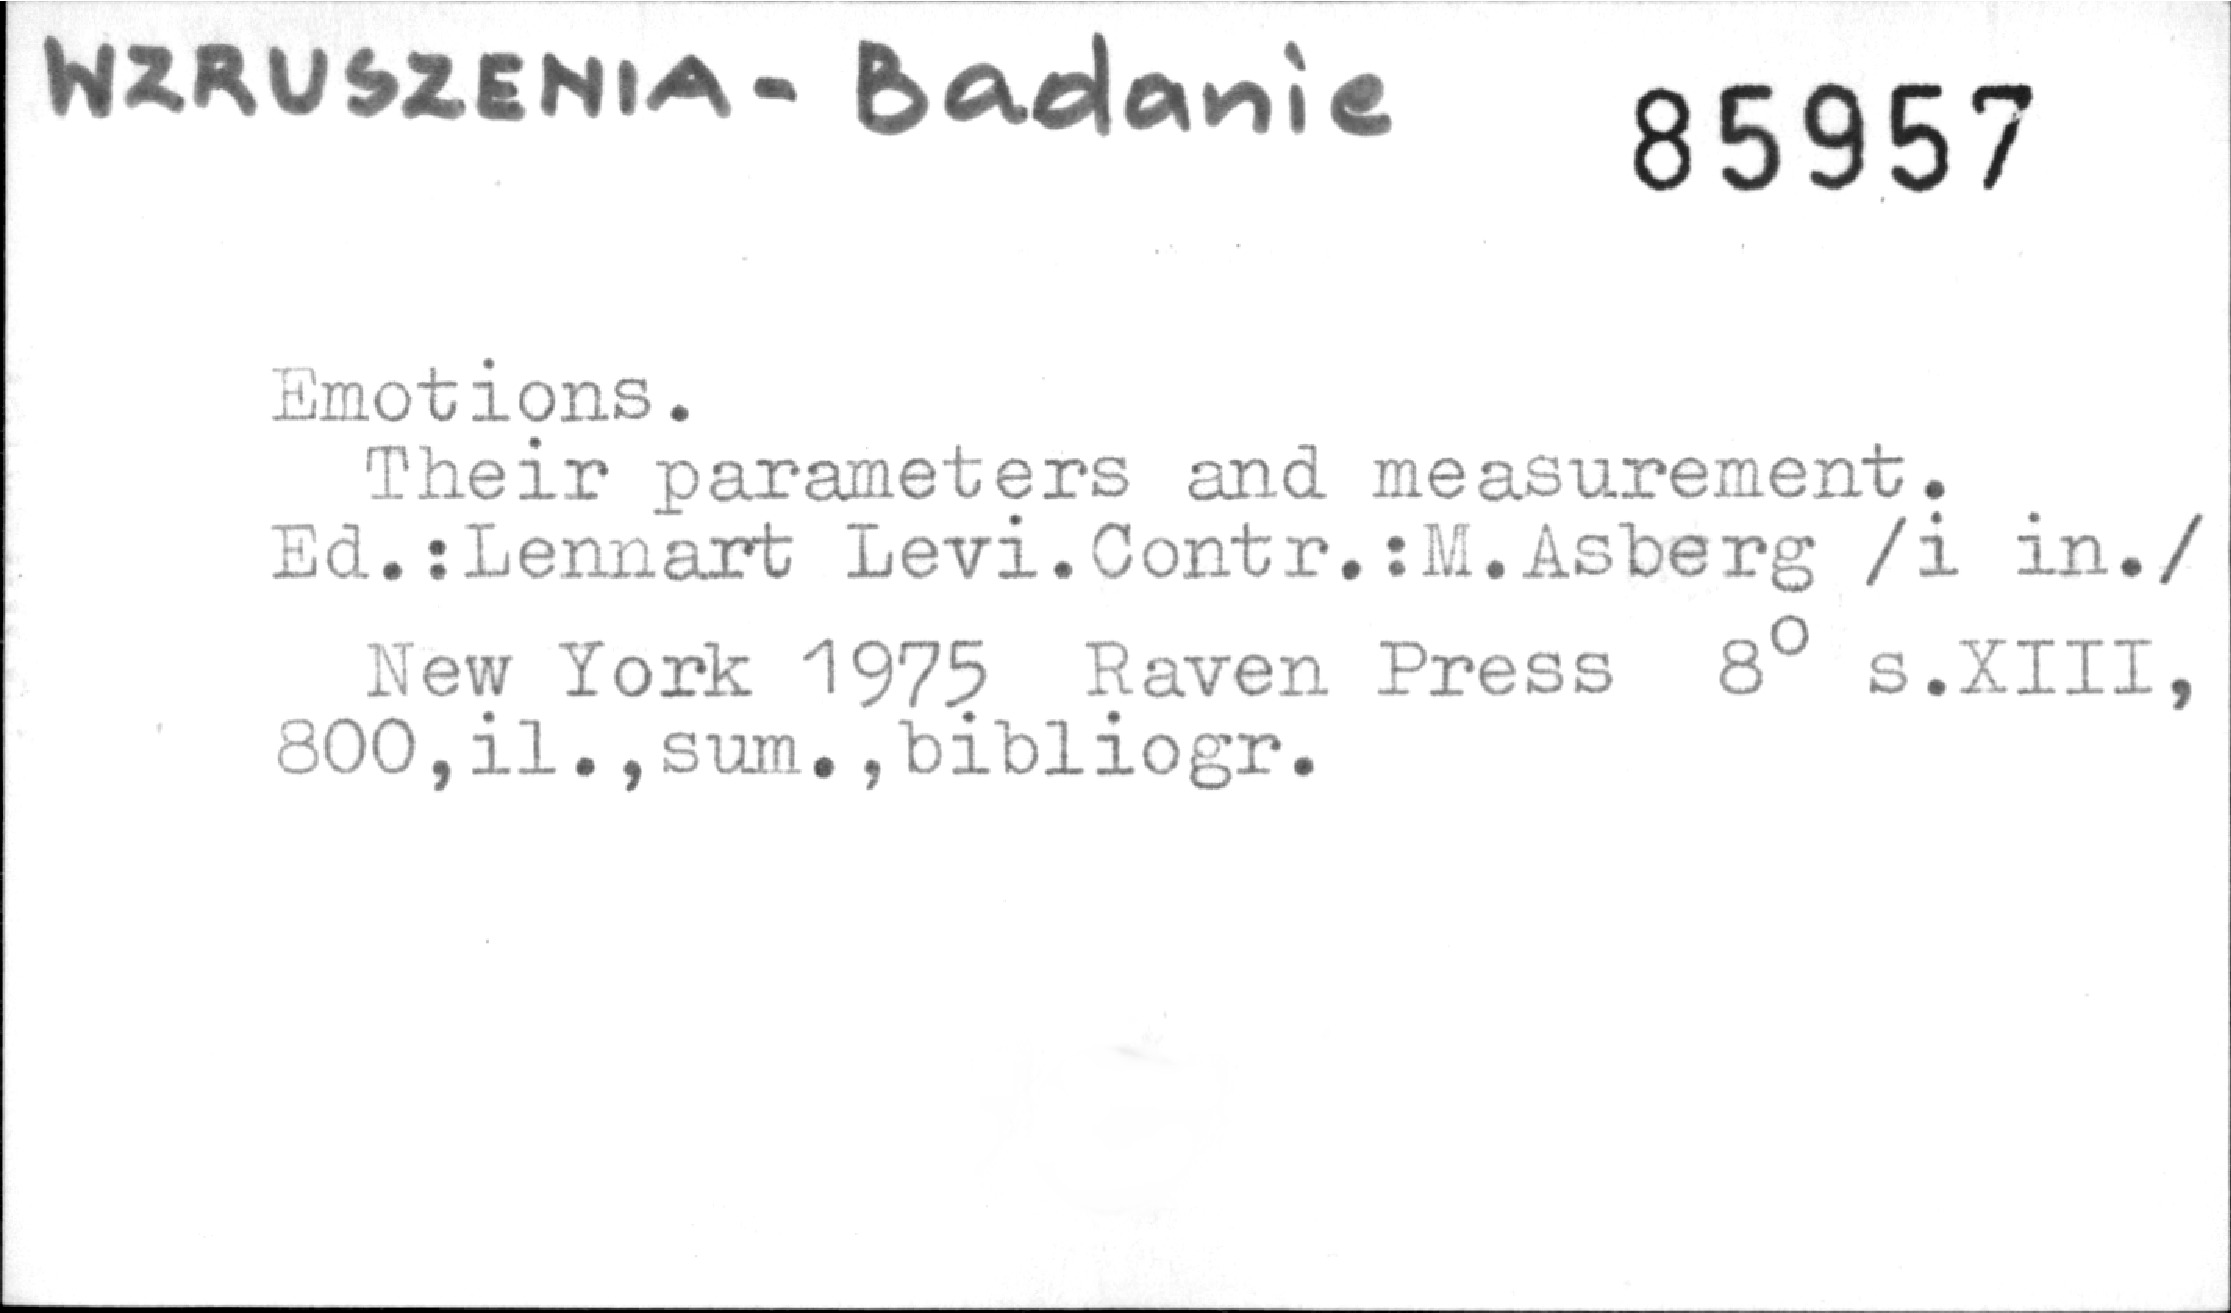 WZRUSZENIA - Badanie
85957
Emotions.
Their parameters and measurement.
Ed.:Lennart Levi.Contr.:M.Asberg /i in./
New York 1975 Raven Press 8° s.XIII,
800,il.,sum.,bibliogr.